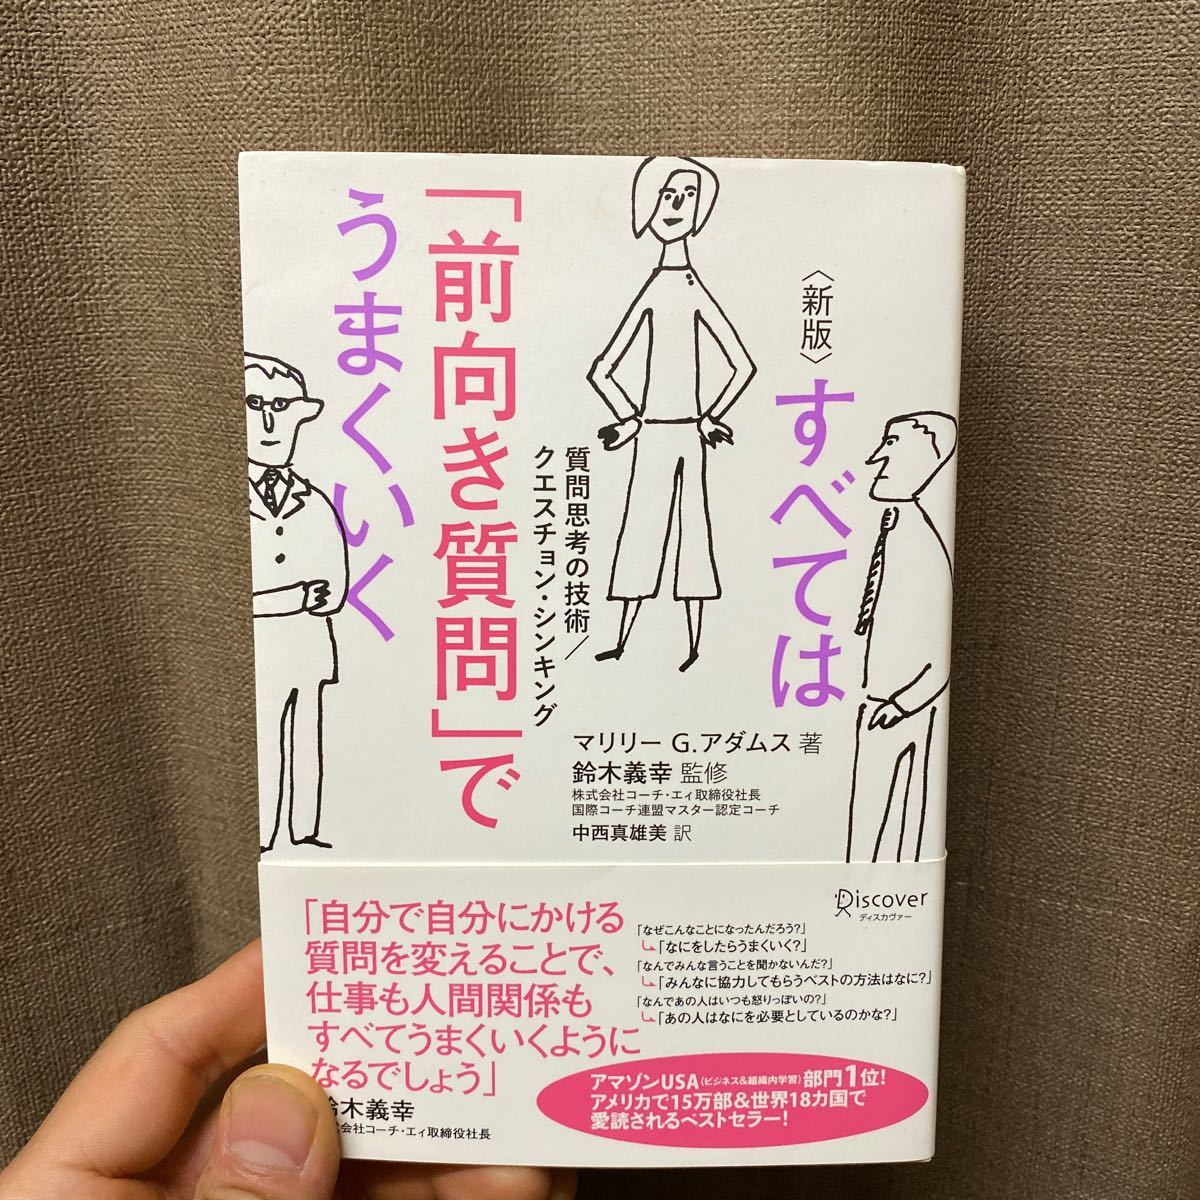 〈新版〉すべては
「前向き質問」で
うまくいく
質問思考の技術／
クエスチョン・シンキング
マリリー G.アダムス 著
鈴木義幸 監修
株式会社コーチ・エィ取締役社長
国際コーチ連盟マスター認定コーチ
中西真雄美 訳
Discover
ディスカヴァー
「自分で自分にかける
質問を変えることで、
仕事も人間関係も
すべてうまくいくように
なるでしょう」
鈴木義幸
式会社コーチ・エィ取締役社長
「なぜこんなことになったんだろう?」
「なにをしたらうまくいく?」
「なんでみんな言うことを聞かないんだ?」
「みんなに協力してもらうベストの方法はなに?」
「なんであの人はいつも怒りっぽいの?」
「あの人はなにを必要としているのかな?」
アマゾンUSA(ビジネス&組織内学習)部門1位!
アメリカで15万部&世界18カ国で
愛読されるベストセラー!